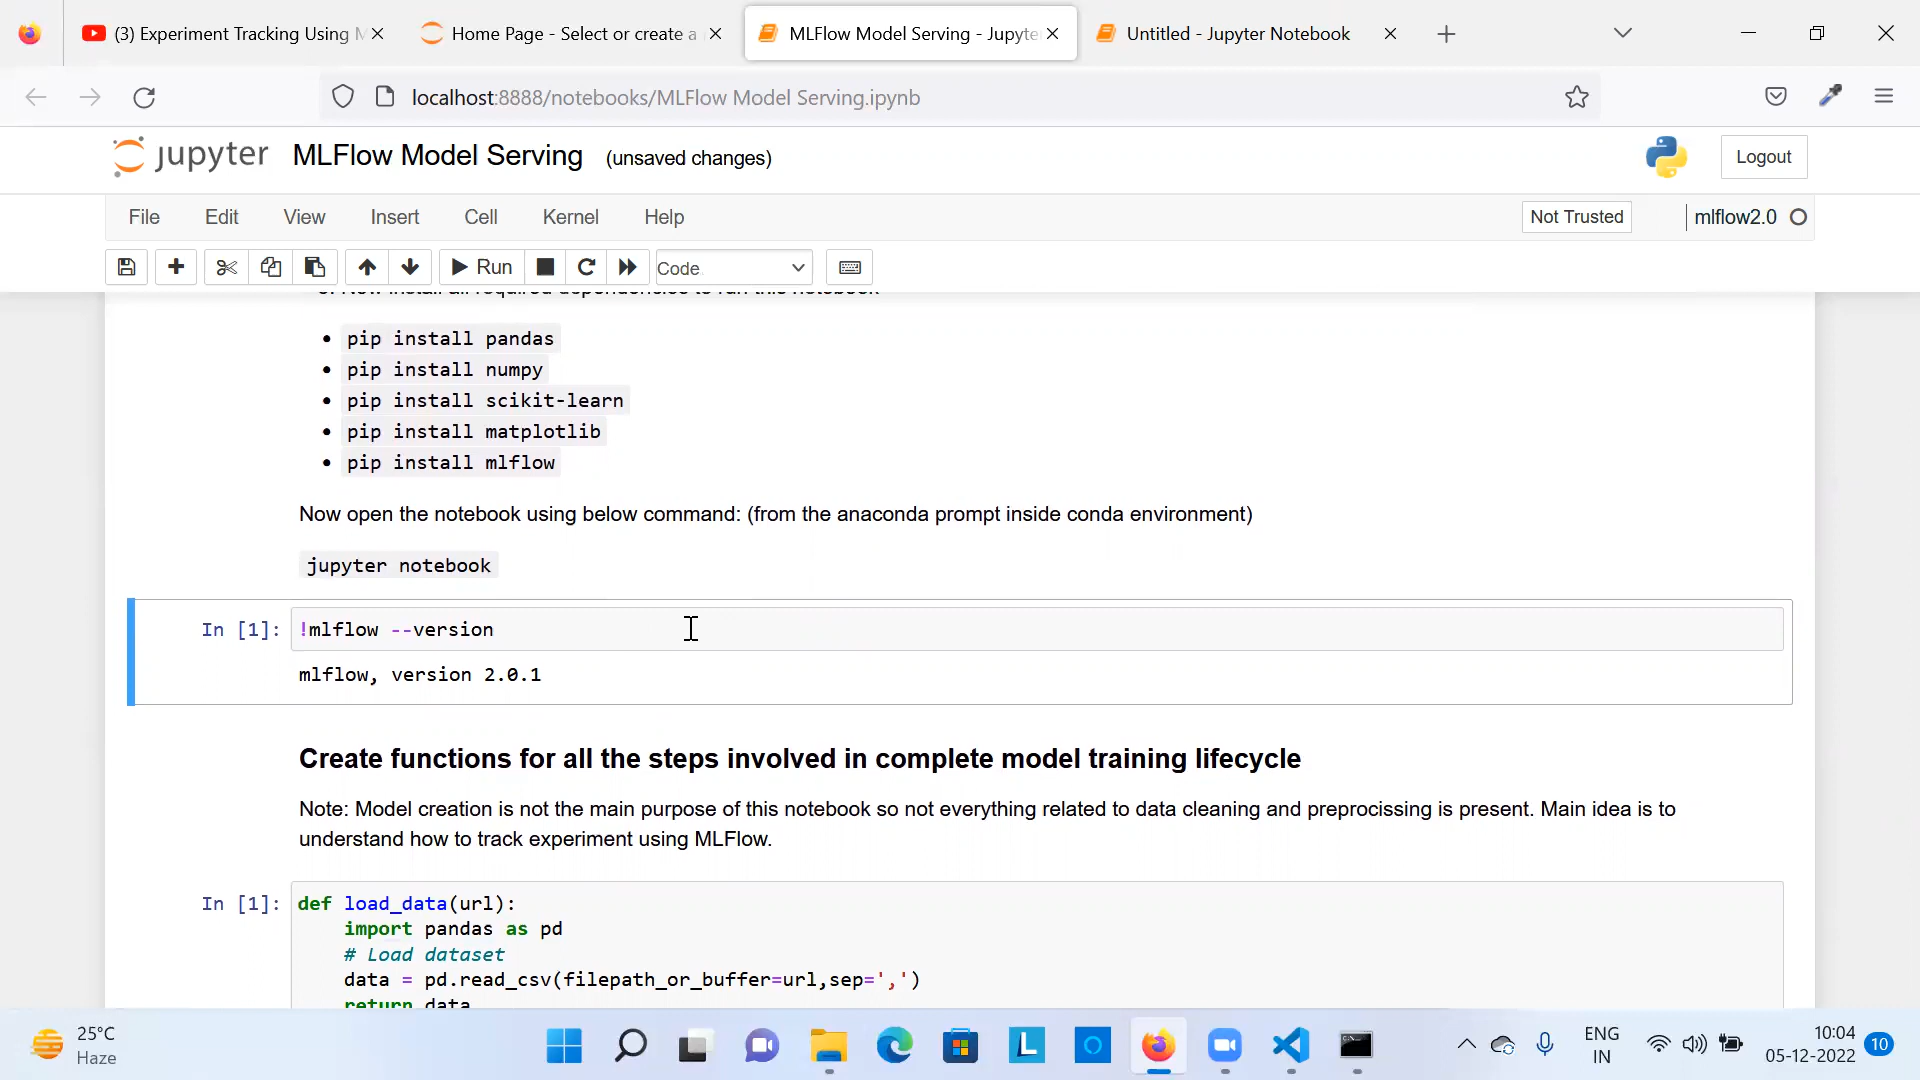 (3) Experiment Tracking Using M
Home Page - Select or create a
MLFlow Model Serving - Jupyte
Untitled - Jupyter Notebook
localhost:8888/notebooks/MLFlow Model Serving.ipynb
jupyter MLFlow Model Serving (unsaved changes)
Logout
File Edit View Insert Cell Kernel Help
Not Trusted
mlflow2.0
Run
Code
pip install pandas
pip install numpy
pip install scikit-learn
pip install matplotlib
pip install mlflow
Now open the notebook using below command: (from the anaconda prompt inside conda environment)
jupyter notebook
In [1]: !mlflow --version
mlflow, version 2.0.1
Create functions for all the steps involved in complete model training lifecycle
Note: Model creation is not the main purpose of this notebook so not everything related to data cleaning and preprocissing is present. Main idea is to
understand how to track experiment using MLFlow.
In [1]: def load_data(url):
import pandas as pd
# Load dataset
data = pd.read_csv(filepath_or_buffer=url,sep=',')
return data
25°C
Haze
ENG
IN
10:04
05-12-2022
10